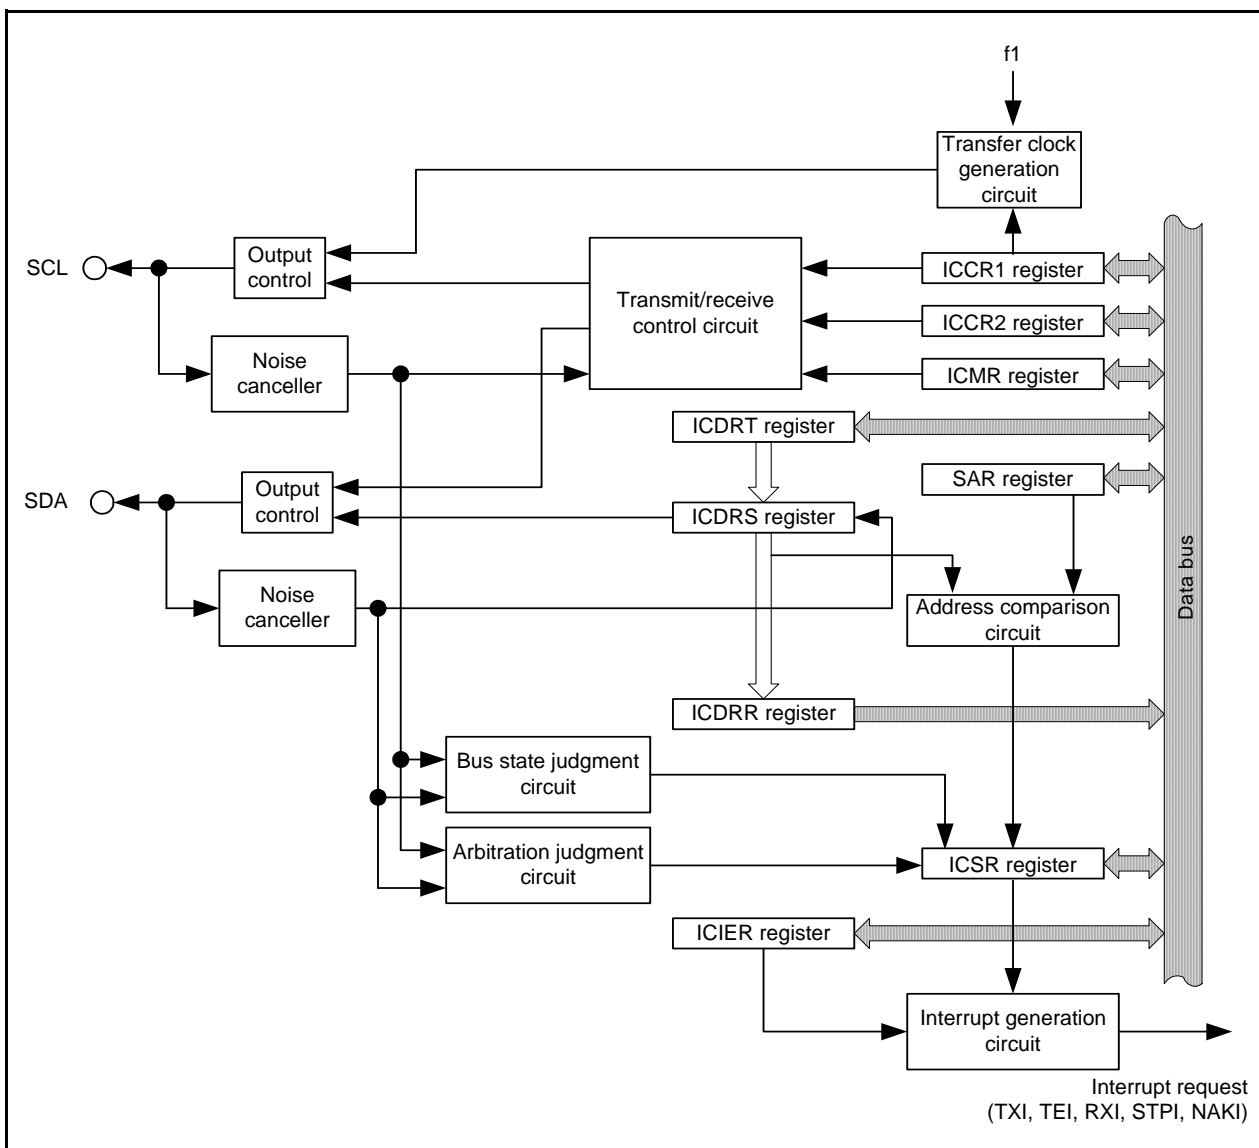 f1
Transfer clock
generation
circuit
SCL
Output
control
Transmit/receive
control circuit
ICCR1 register
ICCR2 register
ICMR register
Noise
canceller
ICDRT register
SDA
Output
control
ICDRS register
SAR register
Noise
canceller
Address comparison
circuit
Data bus
ICDRR register
Bus state judgment
circuit
Arbitration judgment
circuit
ICSR register
ICIER register
Interrupt generation
circuit
Interrupt request
(TXI, TEI, RXI, STPI, NAKI)